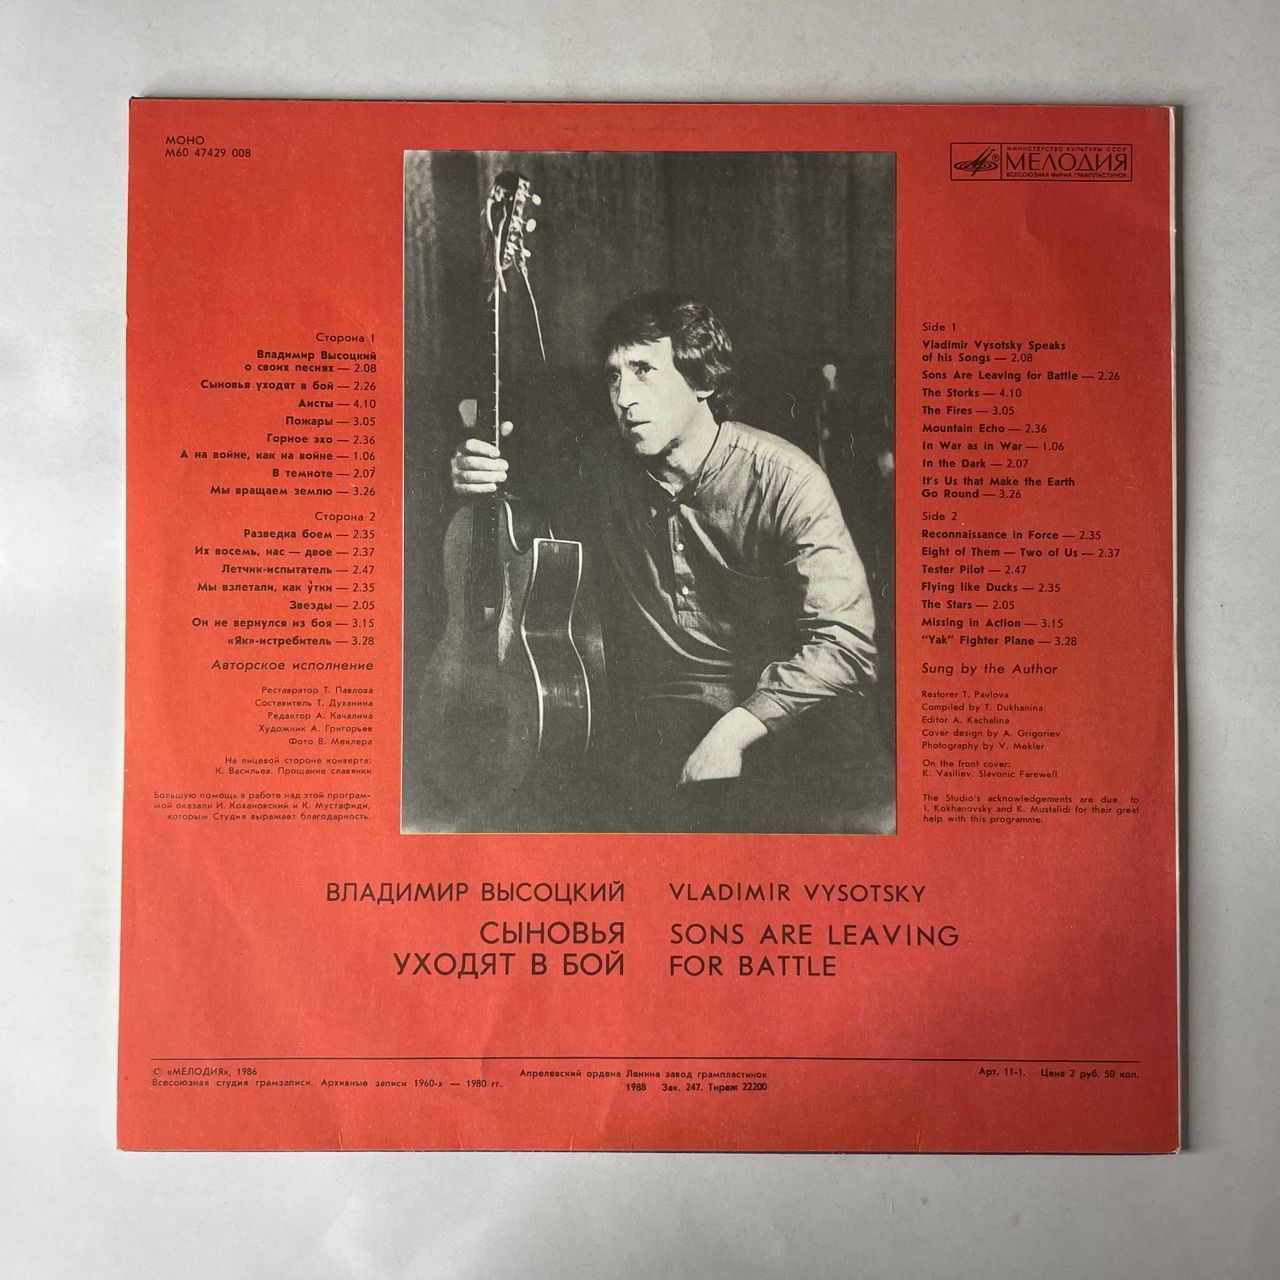 МОНО
М60 47429 008
МИНИСТЕРСТВО КУЛЬТУРЫ СССР
МЕЛОДИЯ
ВСЕСОЮЗНАЯ ФИРМА ГРАМПЛАСТИНОК
Сторона 1
Владимир Высоцкий
о своих песнях — 2.08
Сыновья уходят в бой — 2.26
Аисты — 4.10
Пожары — 3.05
Горное эхо — 2.36
А на войне, как на войне — 1.06
В темноте — 2.07
Мы вращаем землю — 3.26
Сторона 2
Разведка боем — 2.35
Их восемь, нас — двое — 2.37
Летчик-испытатель — 2.47
Мы взлетали, как утки — 2.35
Звезды — 2.05
Он не вернулся из боя — 3.15
«Як»-истребитель — 3.28
Авторское исполнение
Реставратор Т. Павлова
Составитель Т. Духанина
Редактор А. Качалина
Художник А. Григорьев
Фото В. Меклера
На лицевой стороне конверта:
К. Васильев. Прощание славянки
Большую помощь в работе над этой програм-
мой оказали И. Кохановский и К. Мустафиди,
которым Студия выражает благодарность.
Side 1
Vladimir Vysotsky Speaks
of his Songs — 2.08
Sons Are Leaving for Battle — 2.26
The Storks — 4.10
The Fires — 3.05
Mountain Echo — 2.36
In War as in War — 1.06
In the Dark — 2.07
It's Us that Make the Earth
Go Round — 3.26
Side 2
Reconnaissance in Force — 2.35
Eight of Them — Two of Us — 2.37
Tester Pilot — 2.47
Flying like Ducks — 2.35
The Stars — 2.05
Missing in Action — 3.15
"Yak" Fighter Plane — 3.28
Sung by the Author
Restorer T. Pavlova
Compiled by T. Dukhanina
Editor A. Kachalina
Cover design by A. Grigoriev
Photography by V. Mekler
On the front cover:
K. Vasiliev. Slavonic Farewell
The Studio's acknowledgements are due to
I. Kokhanovsky and K. Mustafidi for their great
help with this programme.
ВЛАДИМИР ВЫСОЦКИЙ
СЫНОВЬЯ
УХОДЯТ В БОЙ
VLADIMIR VYSOTSKY
SONS ARE LEAVING
FOR BATTLE
© «МЕЛОДИЯ», 1986
Всесоюзная студия грамзаписи. Архивные записи 1960-х — 1980 гг.
Апрелевский ордена Ленина завод грампластинок
1988 Зак. 247. Тираж 22200
Арт. 11-1. Цена 2 руб. 50 коп.